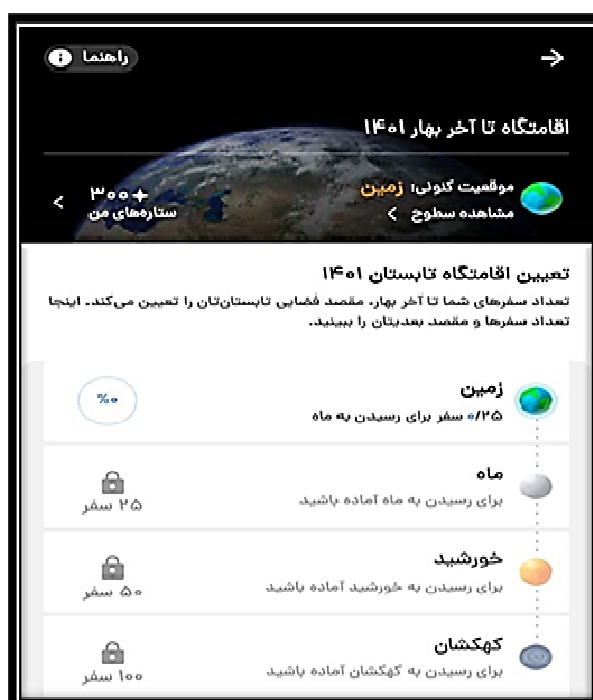 راهنما
اقامتگاه تا آخر بهار ۱۴۰۱
موقعیت کنونی: زمین
مشاهده سطوح
۳۰۰
ستاره‌های من
تعیین اقامتگاه تابستان ۱۴۰۱
تعداد سفرهای شما تا آخر بهار، مقصد فضایی تابستان‌تان را تعیین می‌کند. اینجا
تعداد سفرها و مقصد بعدیتان را ببینید.
زمین
۰/۲۵ سفر برای رسیدن به ماه
%۰
ماه
برای رسیدن به ماه آماده باشید
۲۵ سفر
خورشید
برای رسیدن به خورشید آماده باشید
۵۰ سفر
کهکشان
برای رسیدن به کهکشان آماده باشید
۱۰۰ سفر